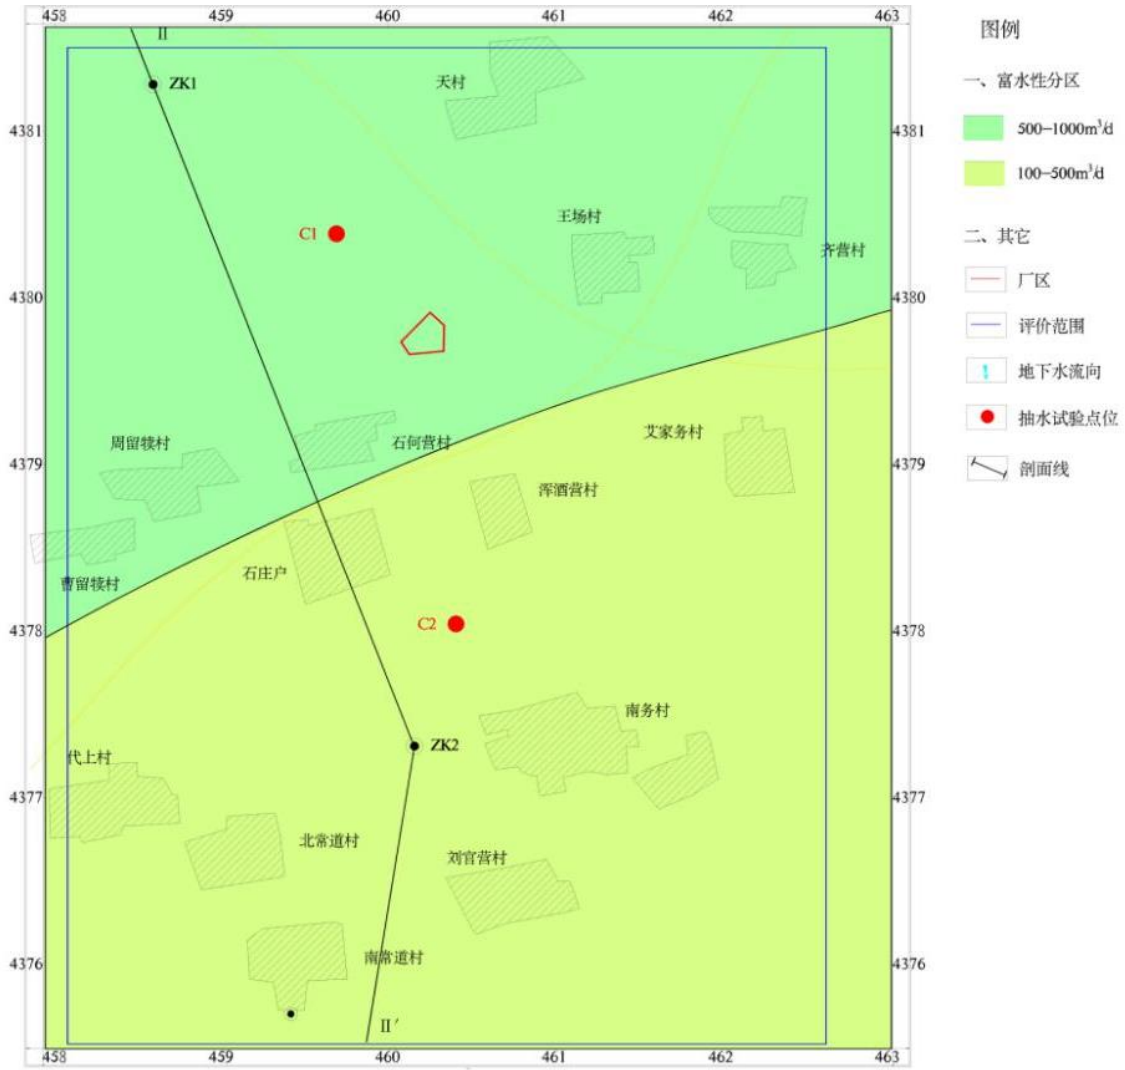 458 459 460 461 462 463
II
ZK1
天村
4381 4381
C1
王场村
齐营村
4380 4380
周留犊村
石何营村
艾家务村
4379 4379
浑酒营村
石庄户
曹留犊村
C2
4378 4378
南务村
ZK2
代上村
4377 4377
北常道村
刘官营村
4376 4376
南常道村
II′
458 459 460 461 462 463
图例
一、富水性分区
500-1000m³/d
100-500m³/d
二、其它
厂区
评价范围
地下水流向
抽水试验点位
剖面线